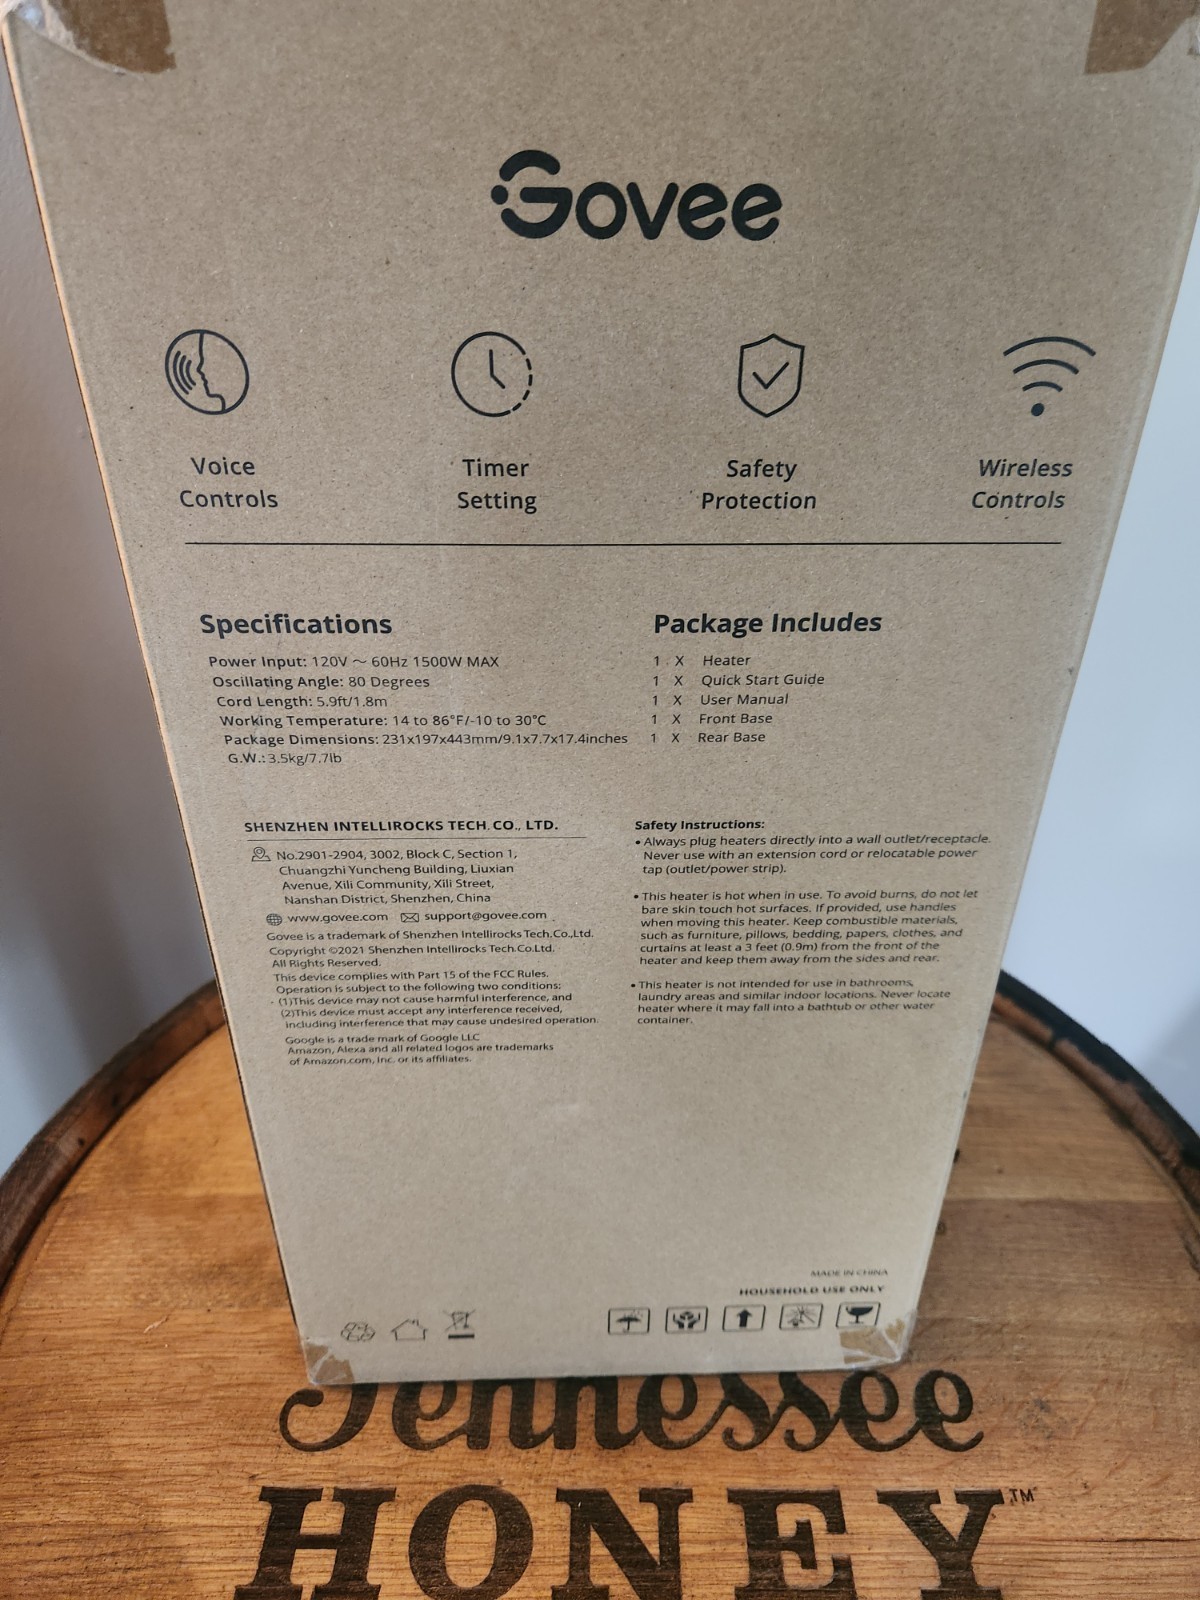 Govee
Voice
Controls
Timer
Setting
Safety
Protection
Wireless
Controls
Specifications
Power Input: 120V ～ 60Hz 1500W MAX
Oscillating Angle: 80 Degrees
Cord Length: 5.9ft/1.8m
Working Temperature: 14 to 86°F/-10 to 30°C
Package Dimensions: 231x197x443mm/9.1x7.7x17.4inches
G.W.: 3.5kg/7.7lb
Package Includes
1 X Heater
1 X Quick Start Guide
1 X User Manual
1 X Front Base
1 X Rear Base
SHENZHEN INTELLIROCKS TECH. CO., LTD.
No.2901-2904, 3002, Block C, Section 1,
Chuangzhi Yuncheng Building, Liuxian
Avenue, Xili Community, Xili Street,
Nanshan District, Shenzhen, China
www.govee.com support@govee.com
Govee is a trademark of Shenzhen Intellirocks Tech.Co.,Ltd.
Copyright ©2021 Shenzhen Intellirocks Tech.Co.Ltd.
All Rights Reserved.
This device complies with Part 15 of the FCC Rules.
Operation is subject to the following two conditions:
(1)This device may not cause harmful interference, and
(2)This device must accept any interference received,
including interference that may cause undesired operation.
Google is a trade mark of Google LLC
Amazon, Alexa and all related logos are trademarks
of Amazon.com, Inc. or its affiliates.
Safety Instructions:
• Always plug heaters directly into a wall outlet/receptacle.
Never use with an extension cord or relocatable power
tap (outlet/power strip).
• This heater is hot when in use. To avoid burns, do not let
bare skin touch hot surfaces. If provided, use handles
when moving this heater. Keep combustible materials,
such as furniture, pillows, bedding, papers, clothes, and
curtains at least a 3 feet (0.9m) from the front of the
heater and keep them away from the sides and rear.
• This heater is not intended for use in bathrooms,
laundry areas and similar indoor locations. Never locate
heater where it may fall into a bathtub or other water
container.
MADE IN CHINA
HOUSEHOLD USE ONLY
Tennessee
HONEY™